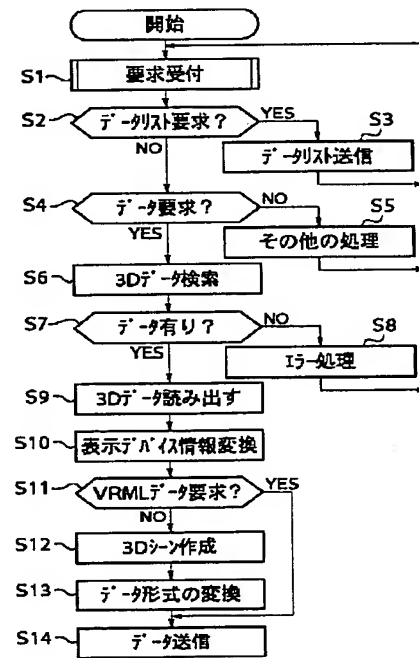 開始
S1
要求受付
S2
データリスト要求？
YES
S3
NO
データリスト送信
S4
データ要求？
NO
S5
YES
その他の処理
S6
3Dデータ検索
S7
データ有り？
NO
S8
YES
エラー処理
S9
3Dデータ読み出す
S10
表示デバイス情報変換
S11
VRMLデータ要求？
YES
NO
S12
3Dシーン作成
S13
データ形式の変換
S14
データ送信